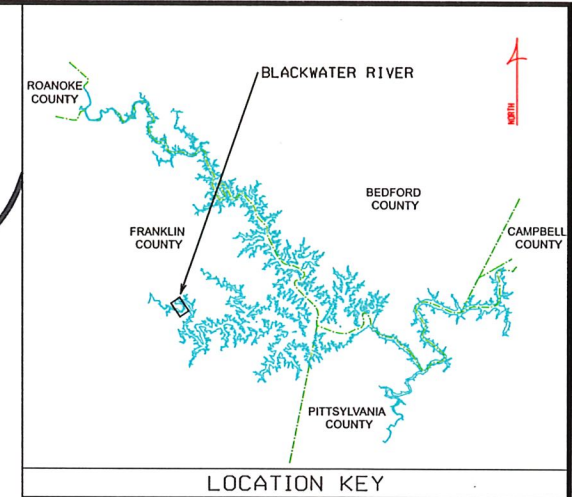 BLACKWATER RIVER
ROANOKE
COUNTY
NORTH
BEDFORD
COUNTY
FRANKLIN
COUNTY
CAMPBELL
COUNTY
PITTSYLVANIA
COUNTY
LOCATION KEY